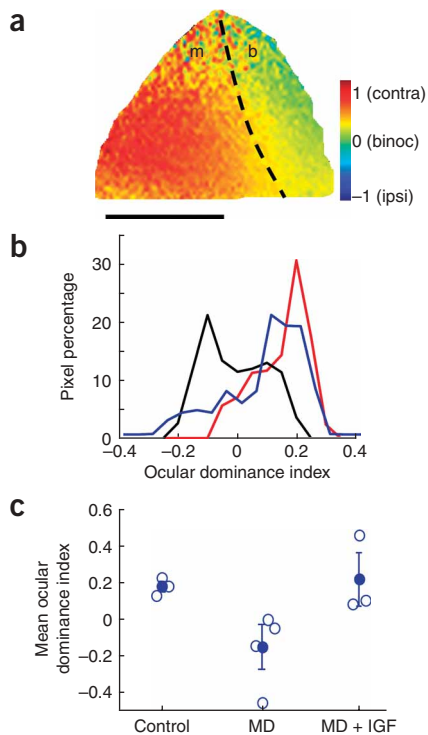 a
m
b
1 (contra)
0 (binoc)
−1 (ipsi)
b
Pixel percentage
30
20
10
0
−0.4
−0.2
0
0.2
0.4
Ocular dominance index
c
Mean ocular
dominance index
0.6
0.4
0.2
0
−0.2
−0.4
Control
MD
MD + IGF